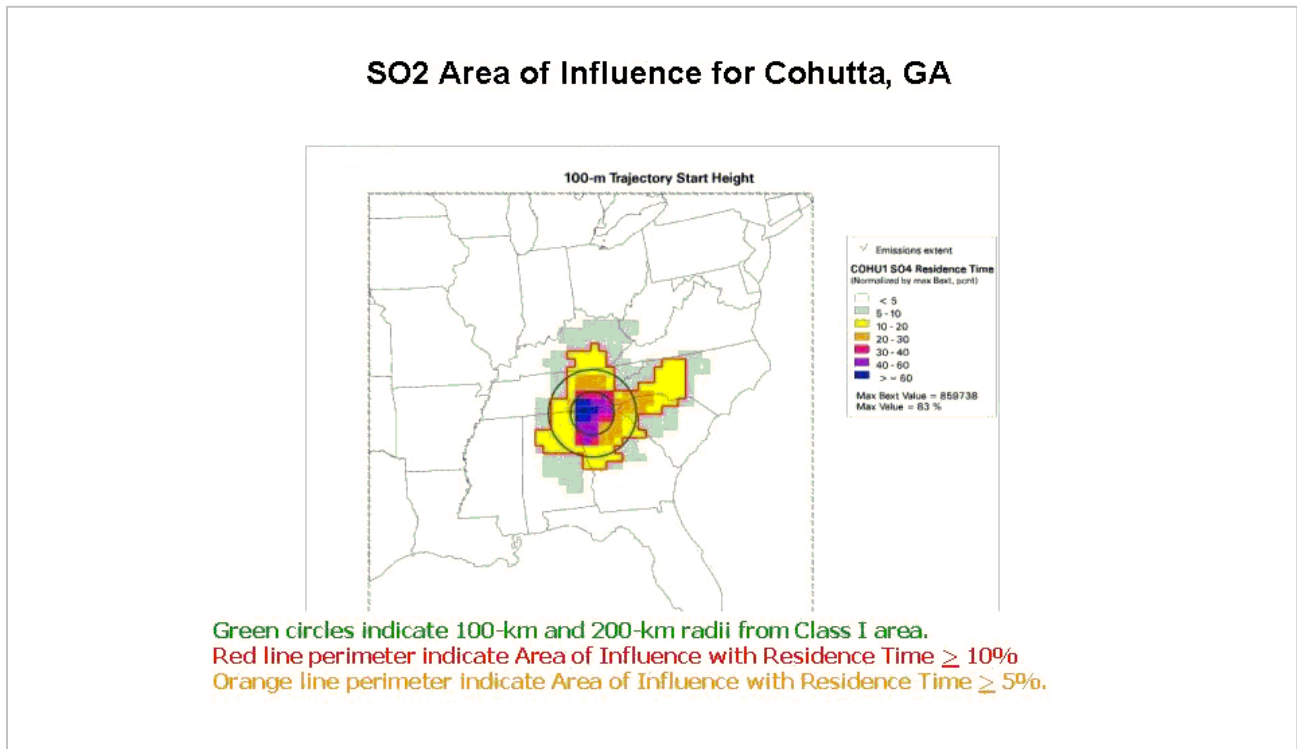 SO2 Area of Influence for Cohutta, GA
100-m Trajectory Start Height
Emissions extent
COHU1 SO4 Residence Time
(Normalized by max Bext, pcnt)
< 5
5 - 10
10 - 20
20 - 30
30 - 40
40 - 60
> = 60
Max Bext Value = 859738
Max Value = 83 %
Green circles indicate 100-km and 200-km radii from Class I area.
Red line perimeter indicate Area of Influence with Residence Time ≥ 10%
Orange line perimeter indicate Area of Influence with Residence Time ≥ 5%.